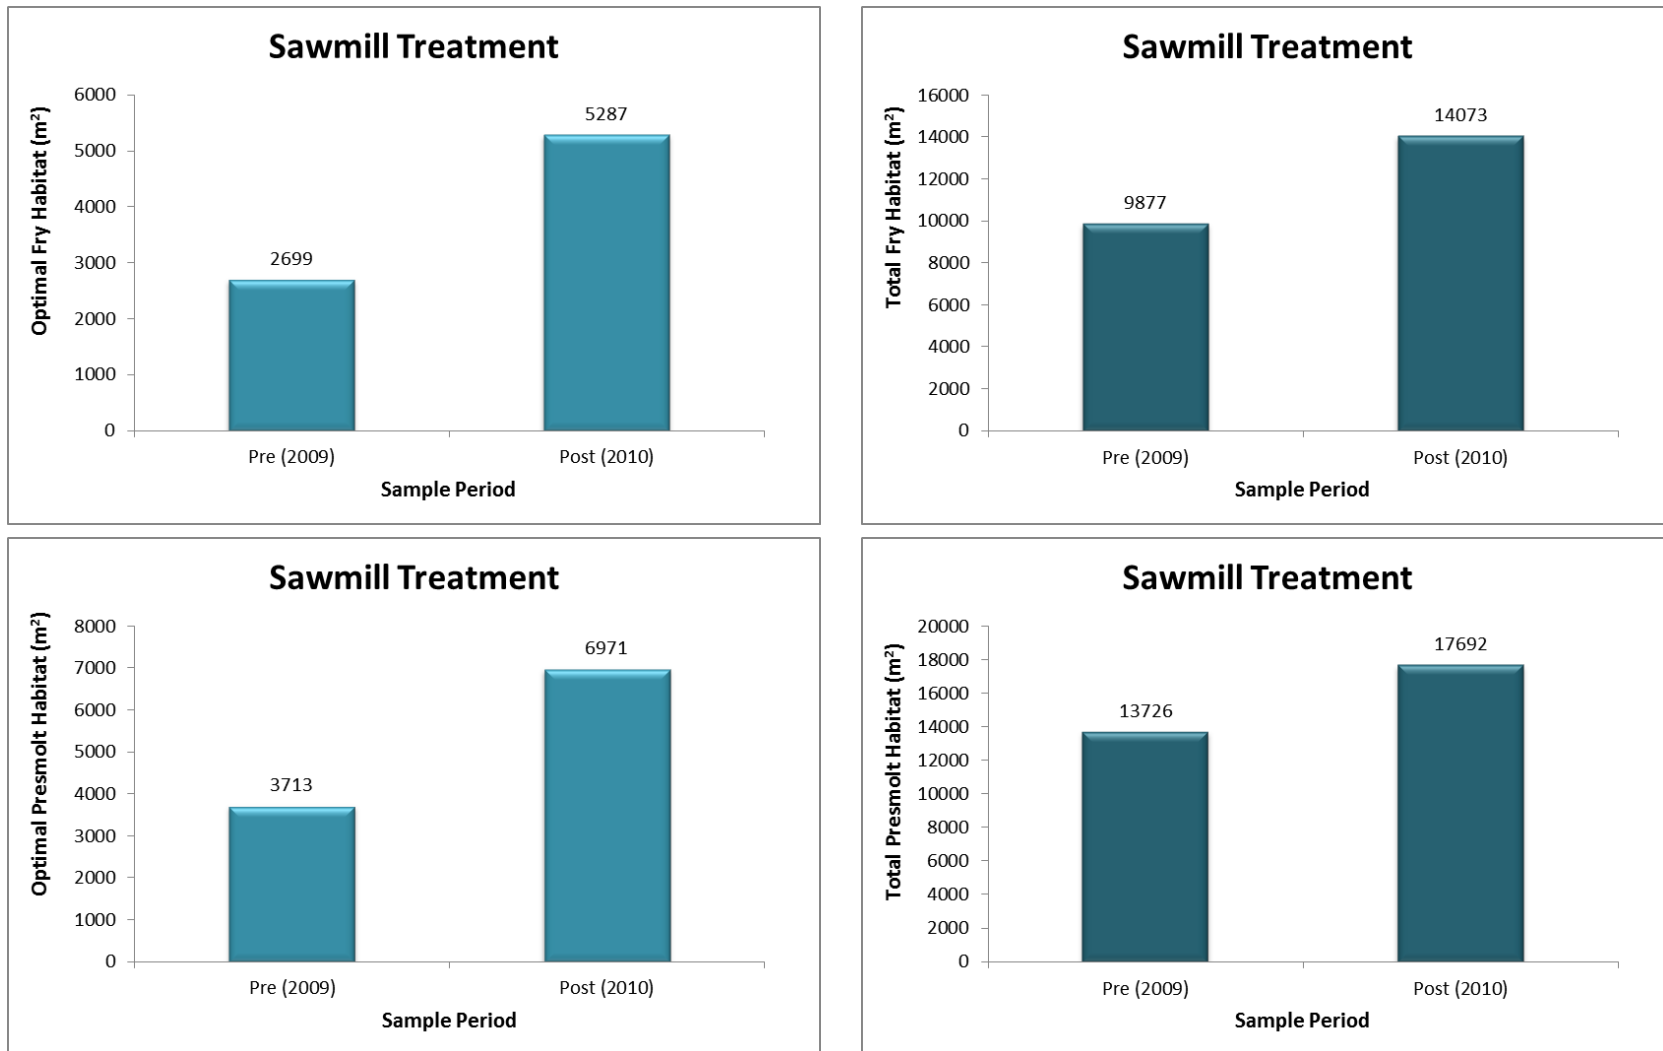 Sawmill Treatment
Optimal Fry Habitat (m²)
6000
5000
4000
3000
2000
1000
0
2699
5287
Pre (2009)
Post (2010)
Sample Period
Sawmill Treatment
Total Fry Habitat (m²)
16000
14000
12000
10000
8000
6000
4000
2000
0
9877
14073
Pre (2009)
Post (2010)
Sample Period
Sawmill Treatment
Optimal Presmolt Habitat (m²)
8000
7000
6000
5000
4000
3000
2000
1000
0
3713
6971
Pre (2009)
Post (2010)
Sample Period
Sawmill Treatment
Total Presmolt Habitat (m²)
20000
18000
16000
14000
12000
10000
8000
6000
4000
2000
0
13726
17692
Pre (2009)
Post (2010)
Sample Period